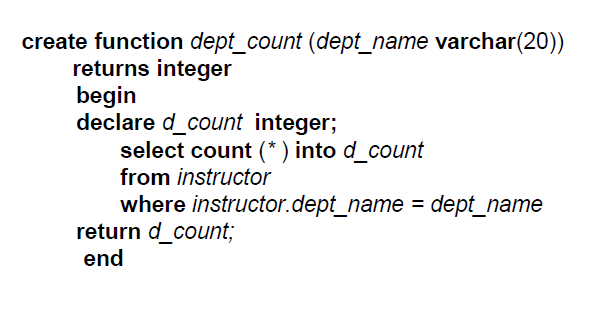 create function dept_count (dept_name varchar(20))
returns integer
begin
declare d_count integer;
select count (* ) into d_count
from instructor
where instructor.dept_name = dept_name
return d_count;
end